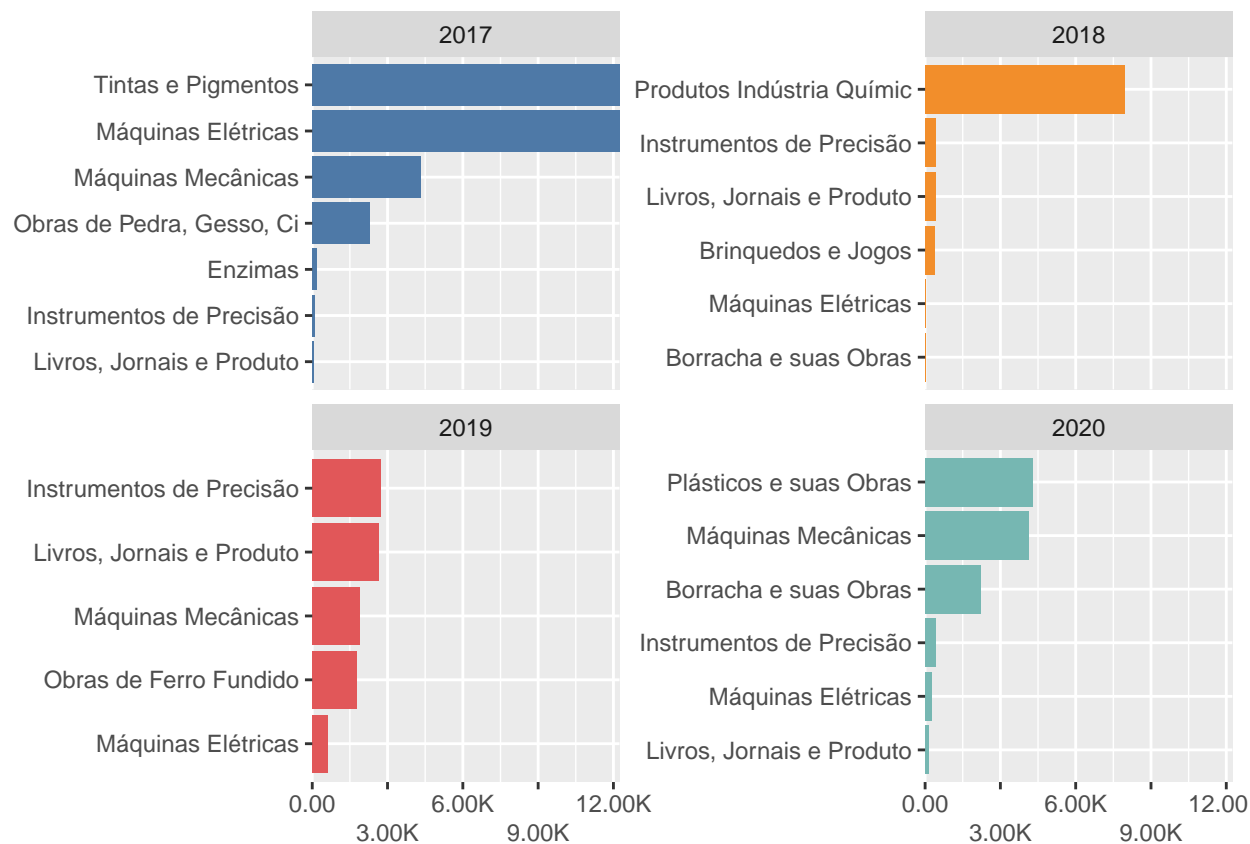 2017
Tintas e Pigmentos
Máquinas Elétricas
Máquinas Mecânicas
Obras de Pedra, Gesso, Ci
Enzimas
Instrumentos de Precisão
Livros, Jornais e Produto
2018
Produtos Indústria Químic
Instrumentos de Precisão
Livros, Jornais e Produto
Brinquedos e Jogos
Máquinas Elétricas
Borracha e suas Obras
2019
Instrumentos de Precisão
Livros, Jornais e Produto
Máquinas Mecânicas
Obras de Ferro Fundido
Máquinas Elétricas
0.00 6.00K 12.00K
3.00K 9.00K
2020
Plásticos e suas Obras
Máquinas Mecânicas
Borracha e suas Obras
Instrumentos de Precisão
Máquinas Elétricas
Livros, Jornais e Produto
0.00 6.00K 12.00
3.00K 9.00K